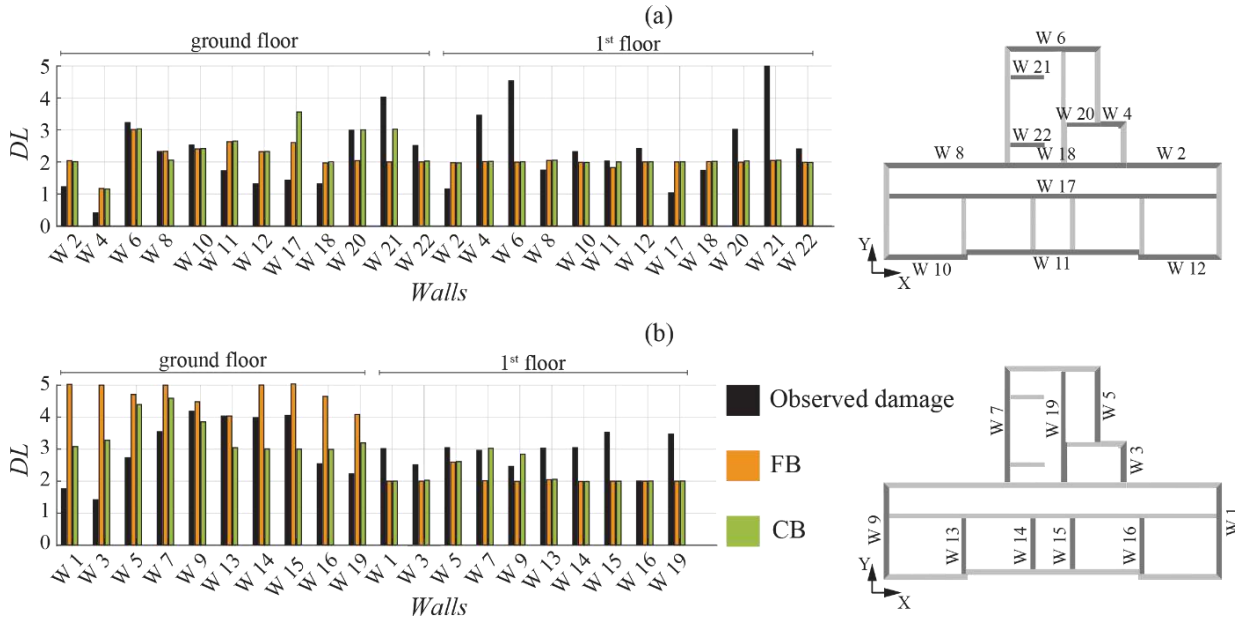 (a)
ground floor
1st floor
DL
5
4
3
2
1
0
W 2
W 4
W 6
W 8
W 10
W 11
W 12
W 17
W 18
W 20
W 21
W 22
W 2
W 4
W 6
W 8
W 10
W 11
W 12
W 17
W 18
W 20
W 21
W 22
Walls
W 6
W 21
W 20
W 4
W 22
W 8
W 18
W 2
W 17
W 10
W 11
W 12
Y
X
(b)
ground floor
1st floor
DL
5
4
3
2
1
0
W 1
W 3
W 5
W 7
W 9
W 13
W 14
W 15
W 16
W 19
W 1
W 3
W 5
W 7
W 9
W 13
W 14
W 15
W 16
W 19
Walls
Observed damage
FB
CB
W 7
W 19
W 5
W 3
W 9
W 13
W 14
W 15
W 16
W 1
Y
X